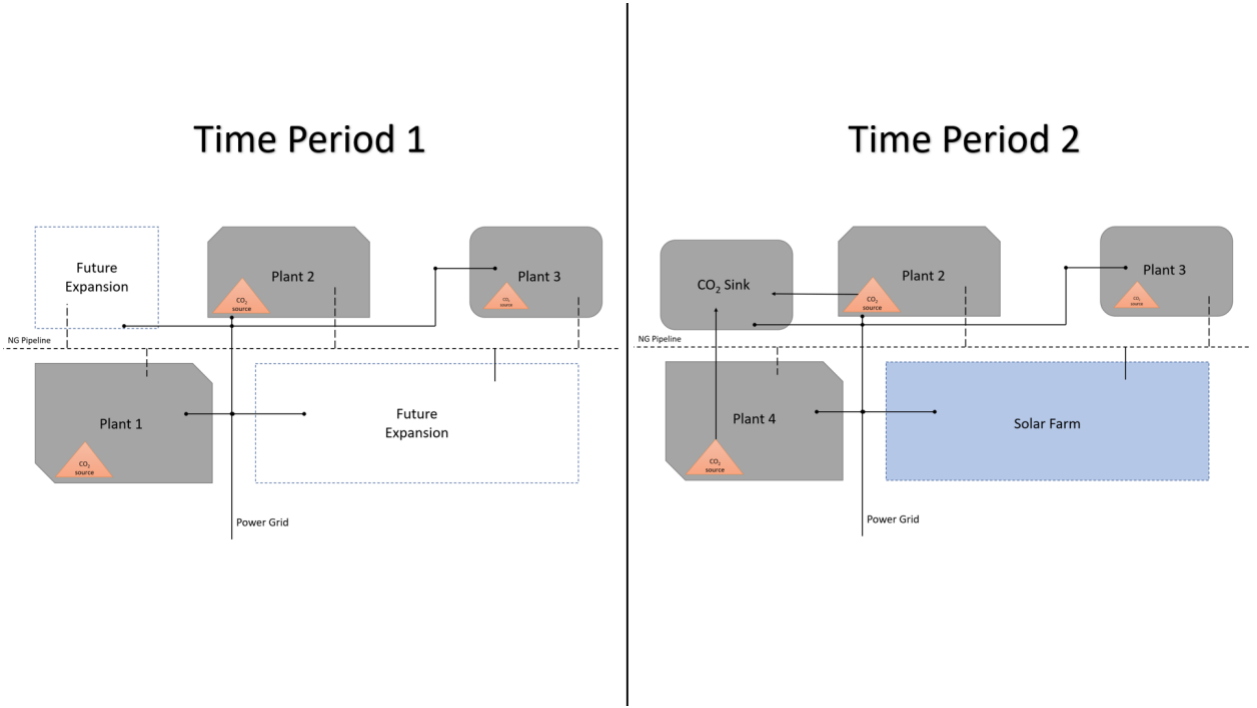 Time Period 1
Future
Expansion
Plant 2
CO₂
source
Plant 3
CO₂
source
NG Pipeline
Plant 1
CO₂
source
Future
Expansion
Power Grid
Time Period 2
CO₂ Sink
Plant 2
CO₂
source
Plant 3
CO₂
source
NG Pipeline
Plant 4
CO₂
source
Solar Farm
Power Grid